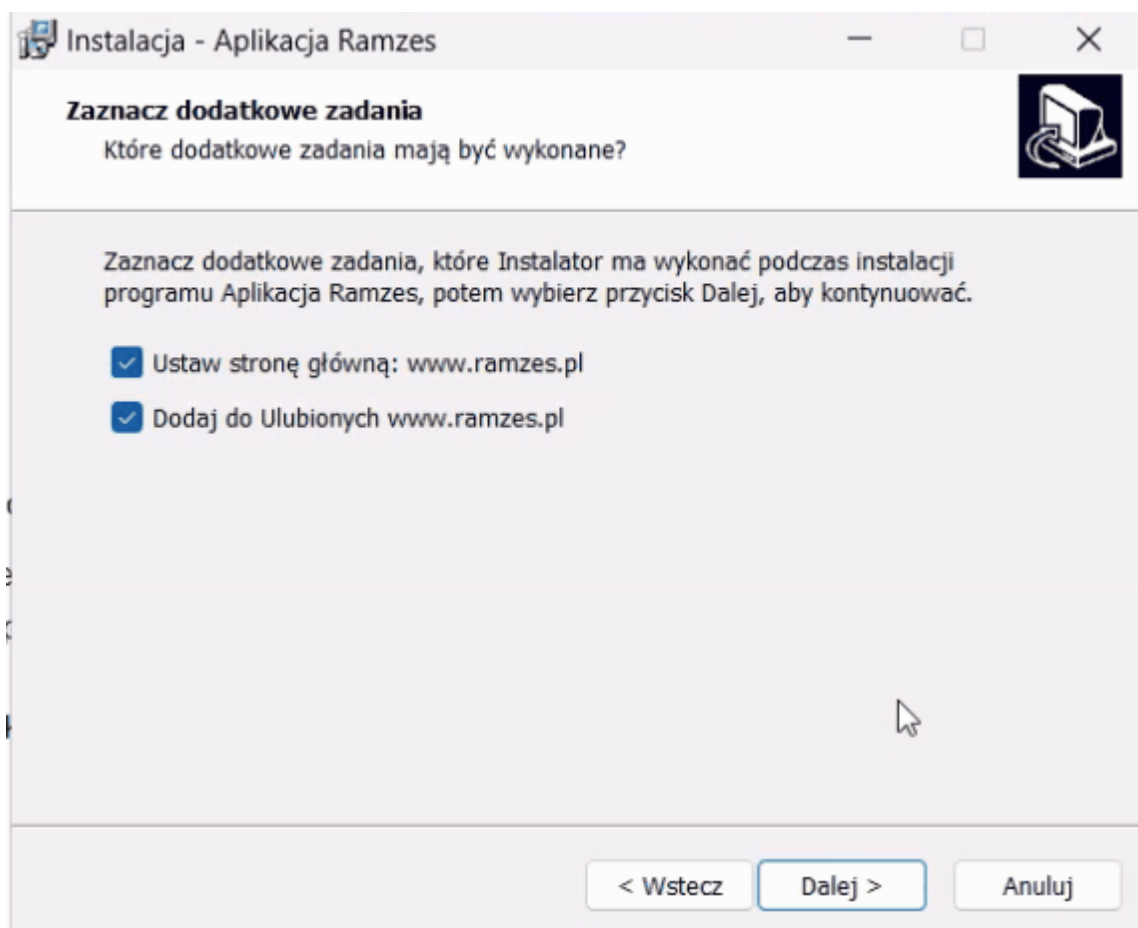 Instalacja - Aplikacja Ramzes
Zaznacz dodatkowe zadania
Które dodatkowe zadania mają być wykonane?
Zaznacz dodatkowe zadania, które Instalator ma wykonać podczas instalacji
programu Aplikacja Ramzes, potem wybierz przycisk Dalej, aby kontynuować.
Ustaw stronę główną: www.ramzes.pl
Dodaj do Ulubionych www.ramzes.pl
< Wstecz
Dalej >
Anuluj